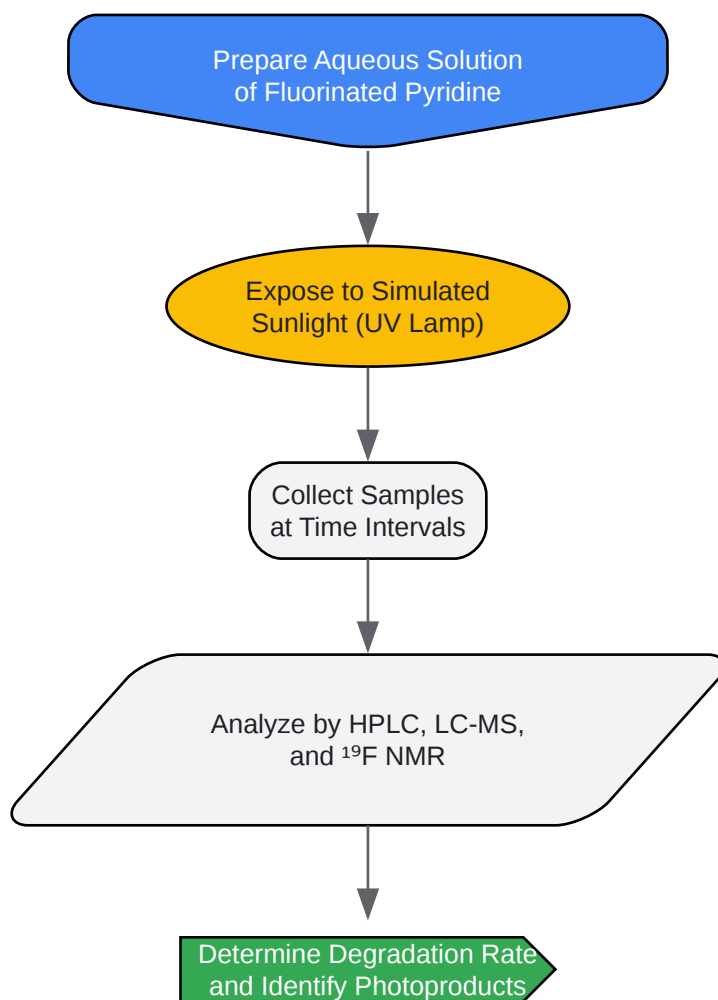 Prepare Aqueous Solution
of Fluorinated Pyridine
Expose to Simulated
Sunlight (UV Lamp)
Collect Samples
at Time Intervals
Analyze by HPLC, LC-MS,
and ¹⁹F NMR
Determine Degradation Rate
and Identify Photoproducts